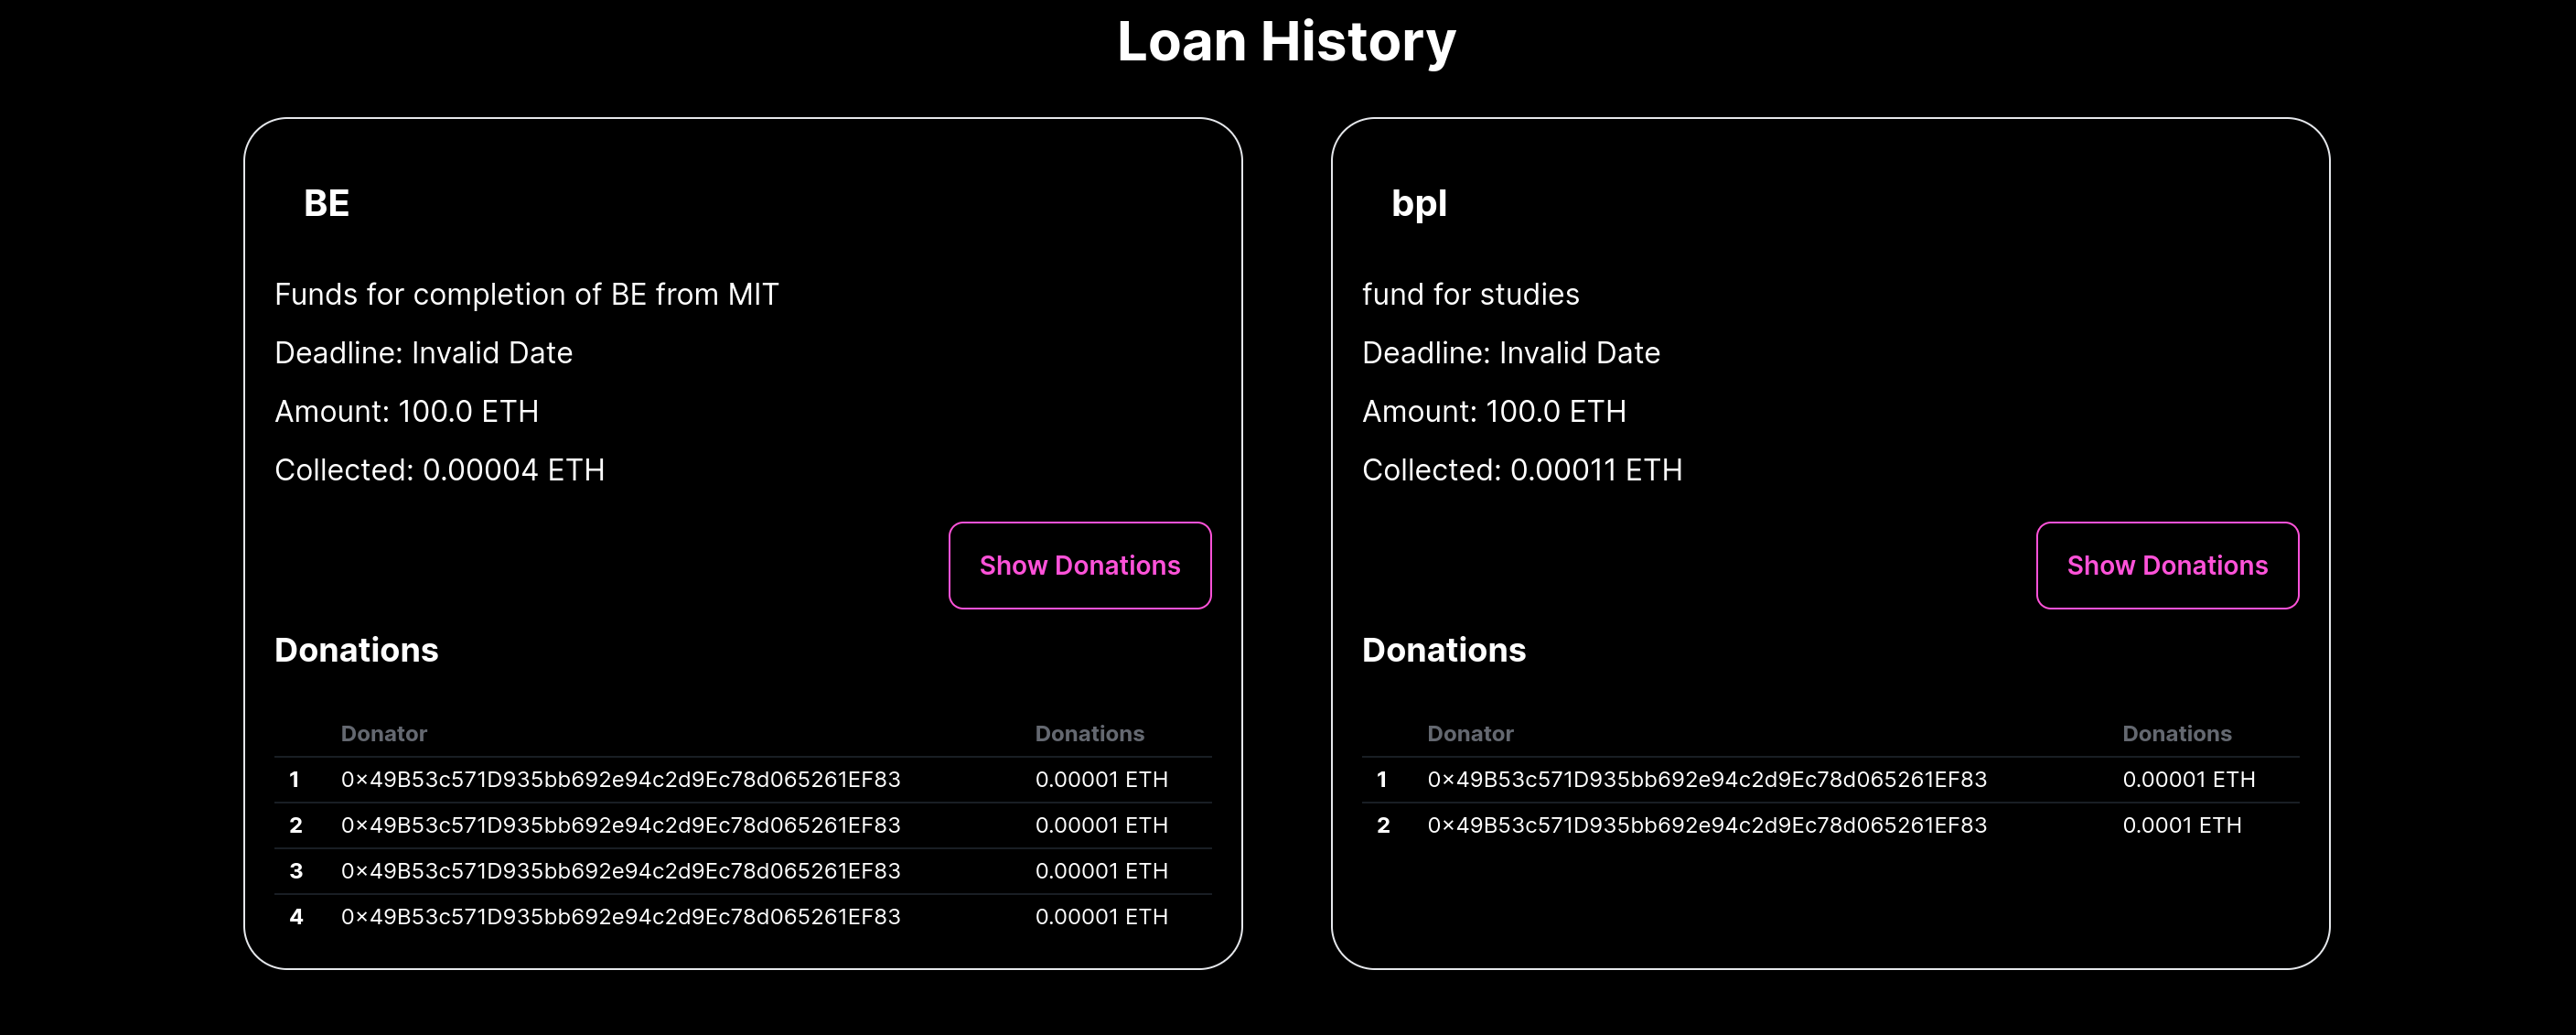 Loan History
BE
Funds for completion of BE from MIT
Deadline: Invalid Date
Amount: 100.0 ETH
Collected: 0.00004 ETH
Show Donations
Donations
Donator Donations
1 0x49B53c571D935bb692e94c2d9Ec78d065261EF83 0.00001 ETH
2 0x49B53c571D935bb692e94c2d9Ec78d065261EF83 0.00001 ETH
3 0x49B53c571D935bb692e94c2d9Ec78d065261EF83 0.00001 ETH
4 0x49B53c571D935bb692e94c2d9Ec78d065261EF83 0.00001 ETH
bpl
fund for studies
Deadline: Invalid Date
Amount: 100.0 ETH
Collected: 0.00011 ETH
Show Donations
Donations
Donator Donations
1 0x49B53c571D935bb692e94c2d9Ec78d065261EF83 0.00001 ETH
2 0x49B53c571D935bb692e94c2d9Ec78d065261EF83 0.0001 ETH